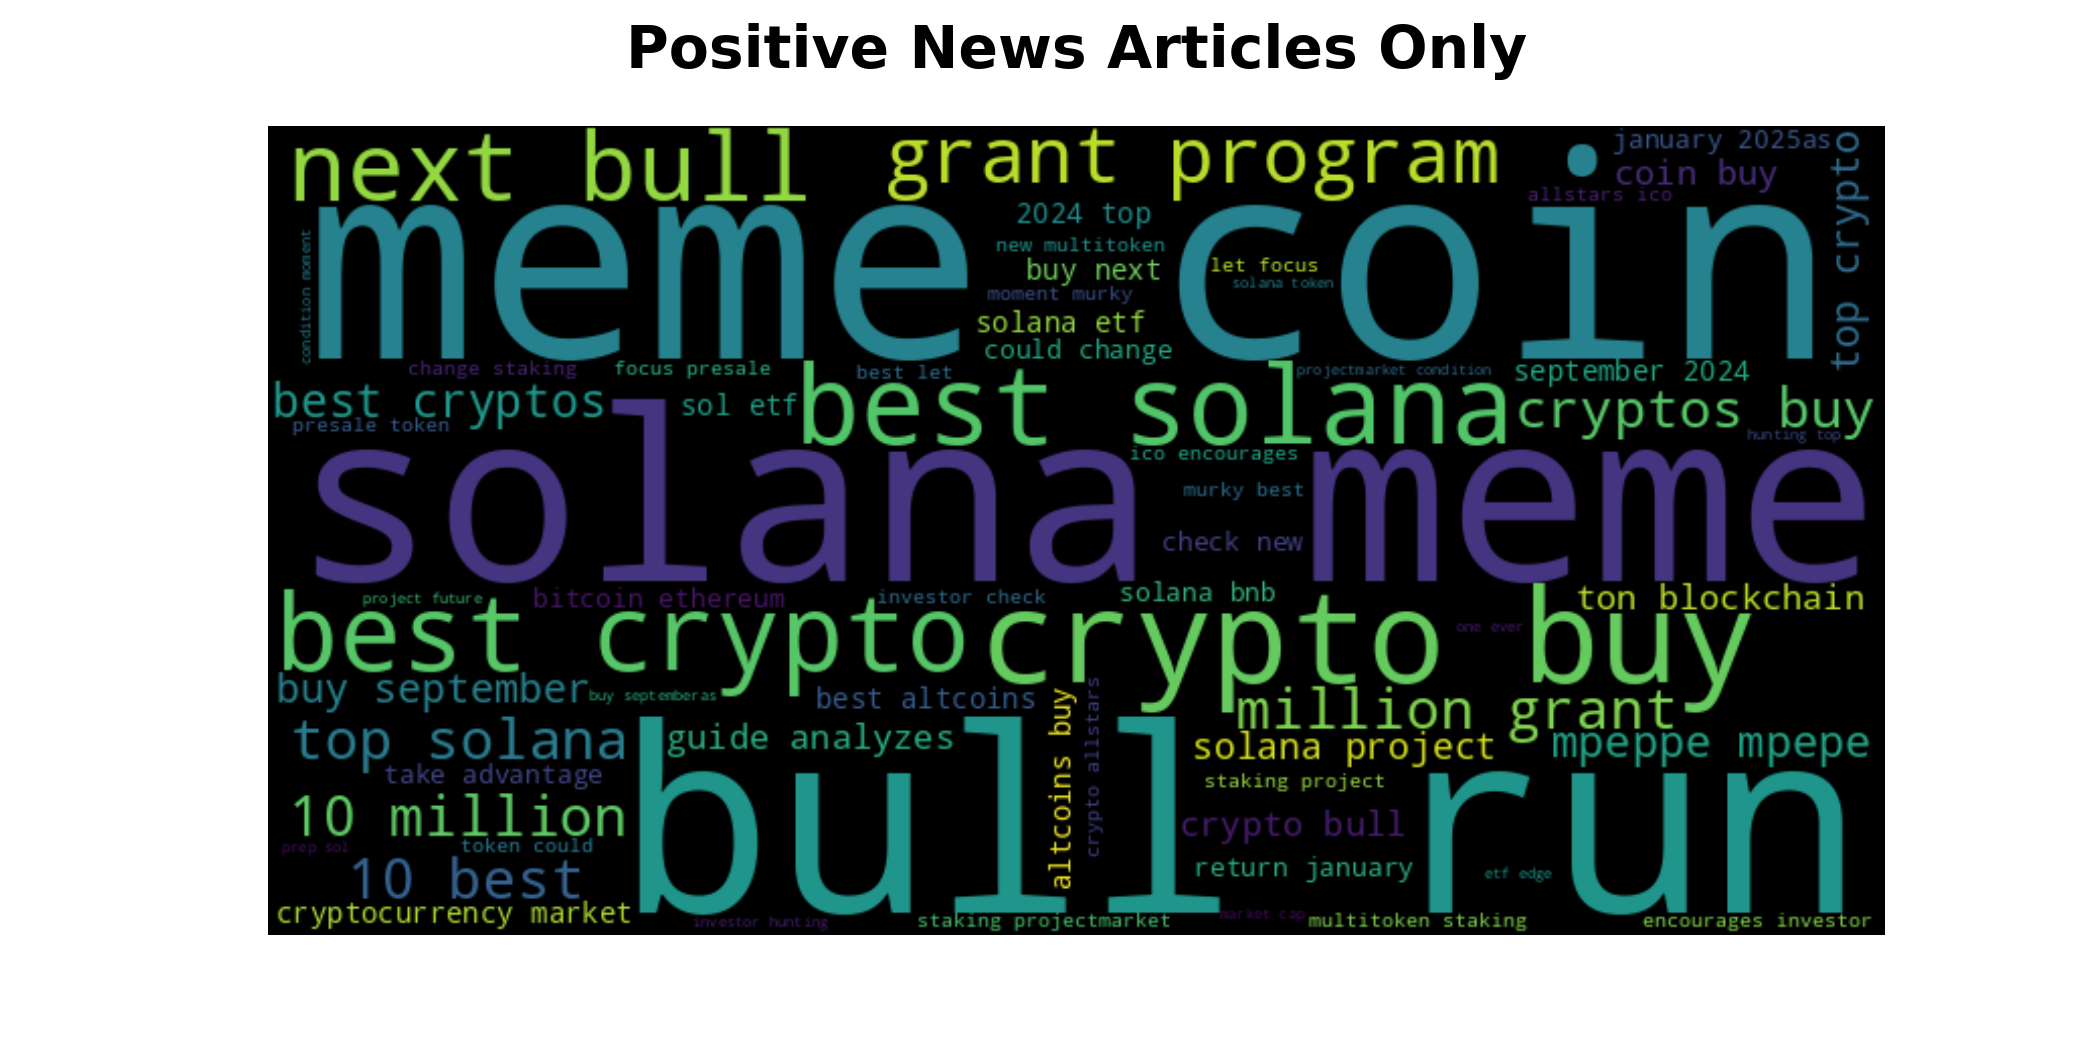 Positive News Articles Only
next bull
grant program
january 2025as
coin buy
allstars ico
top crypto
meme coin
condition moment
2024 top
new multitoken
buy next
moment murky
let focus
solana token
solana etf
could change
change staking
focus presale
best let
projectmarket condition
september 2024
best cryptos
sol etf
best solana
cryptos buy
presale token
hunting top
solana meme
ico encourages
murky best
check new
project future
bitcoin ethereum
investor check
solana bnb
ton blockchain
best crypto
crypto buy
one ever
buy september
buy septemberas
best altcoins
altcoins buy
crypto allstars
million grant
top solana
guide analyzes
solana project
mpeppe mpepe
take advantage
bull run
staking project
10 million
crypto bull
prep sol
token could
10 best
return january
etf edge
cryptocurrency market
investor hunting
staking projectmarket
market cap
multitoken staking
encourages investor